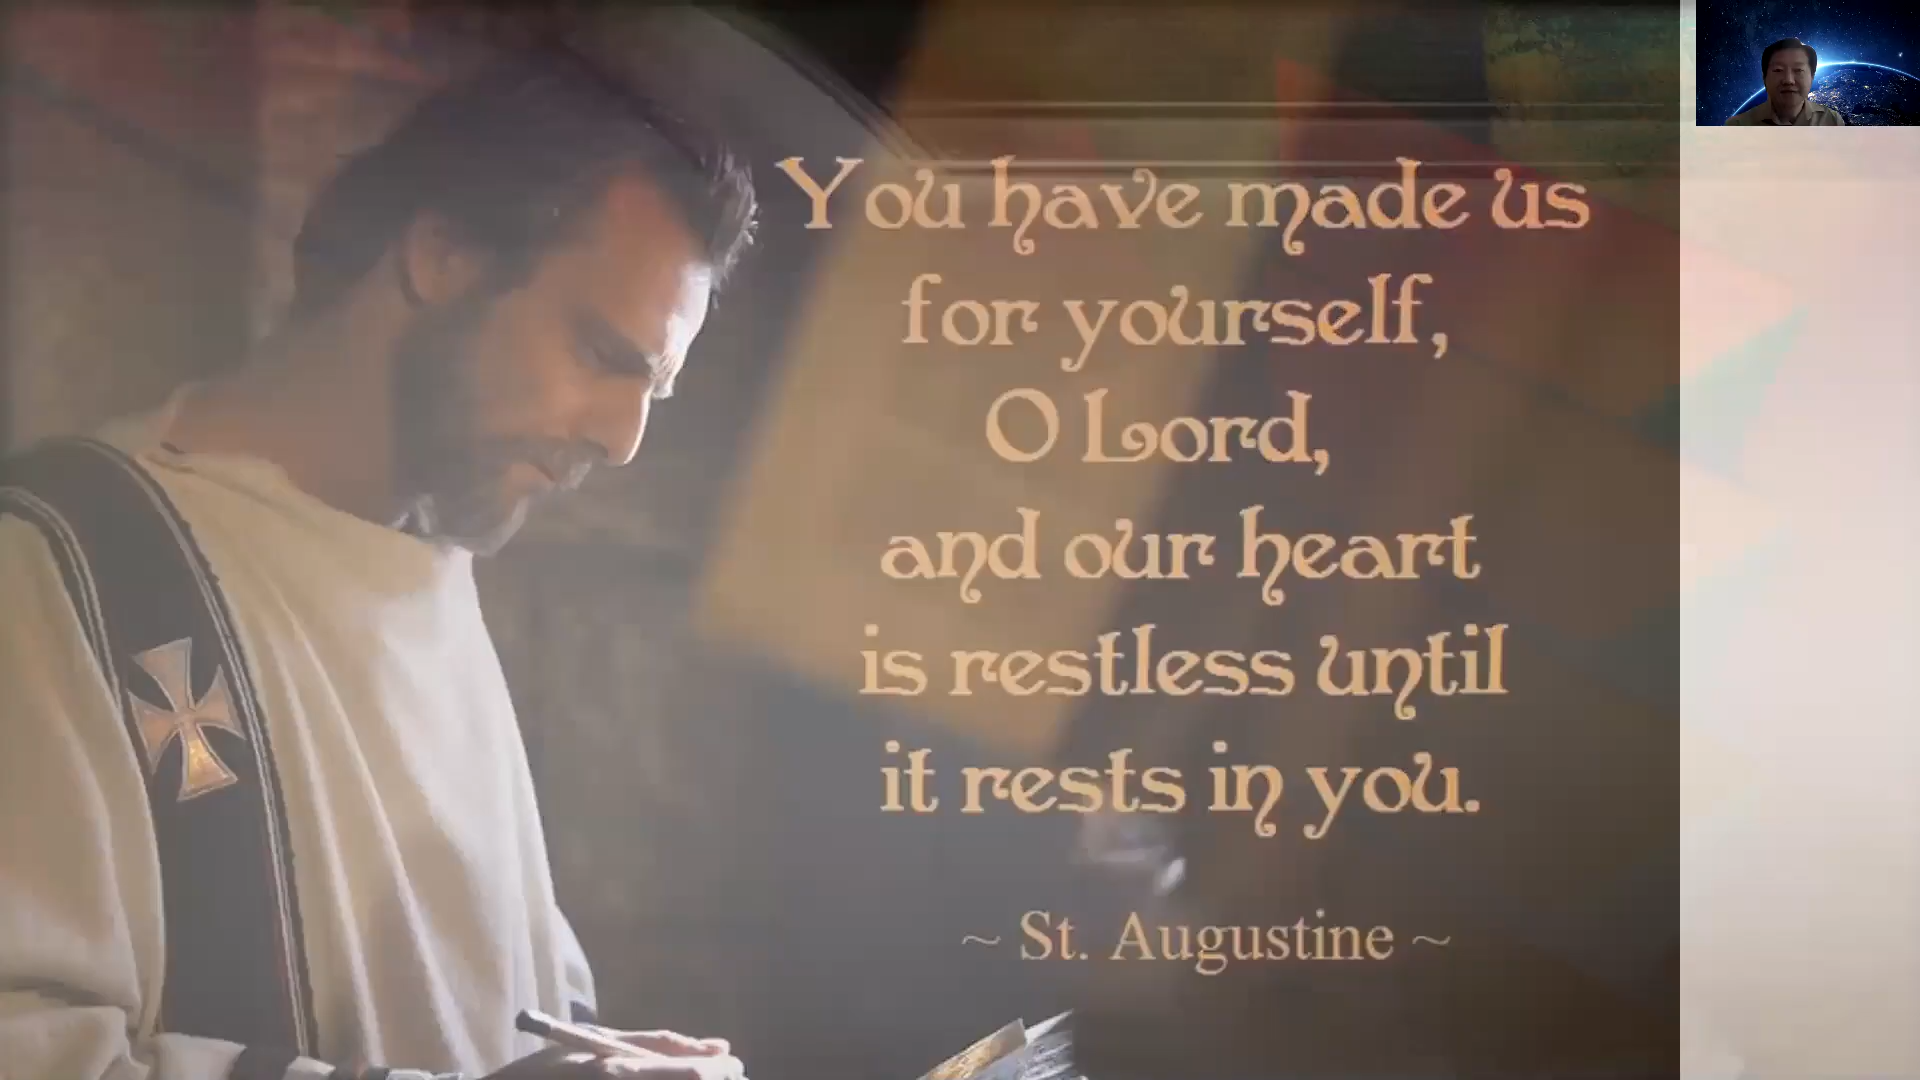 You have made us
for yourself,
O Lord,
and our heart
is restless until
it rests in you.
~ St. Augustine ~